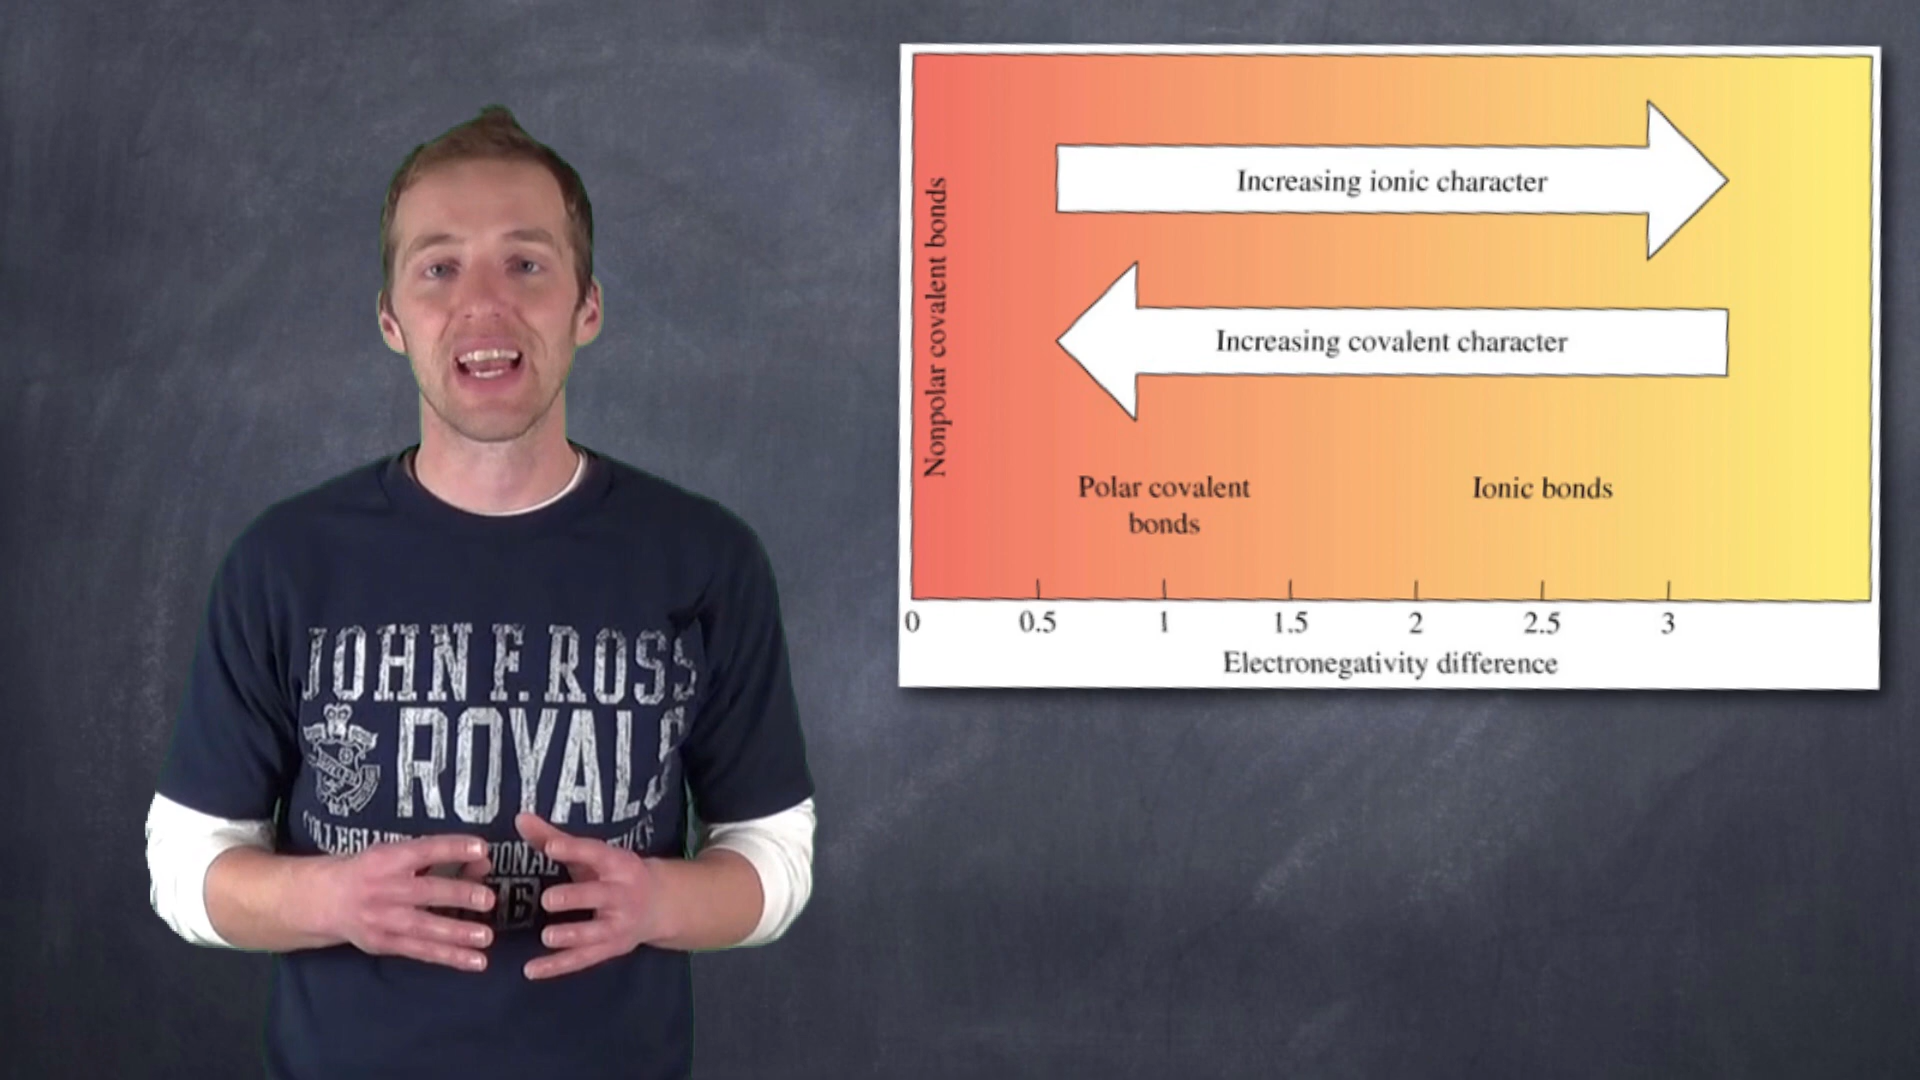 Increasing ionic character
Increasing covalent character
Nonpolar covalent bonds
Polar covalent
bonds
Ionic bonds
0 0.5 1 1.5 2 2.5 3
Electronegativity difference
JOHN F. ROSS
ROYALS